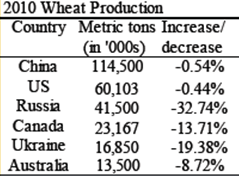 2010 Wheat Production
Country Metric tons Increase/
(in '000s) decrease
China 114,500 -0.54%
US 60,103 -0.44%
Russia 41,500 -32.74%
Canada 23,167 -13.71%
Ukraine 16,850 -19.38%
Australia 13,500 -8.72%